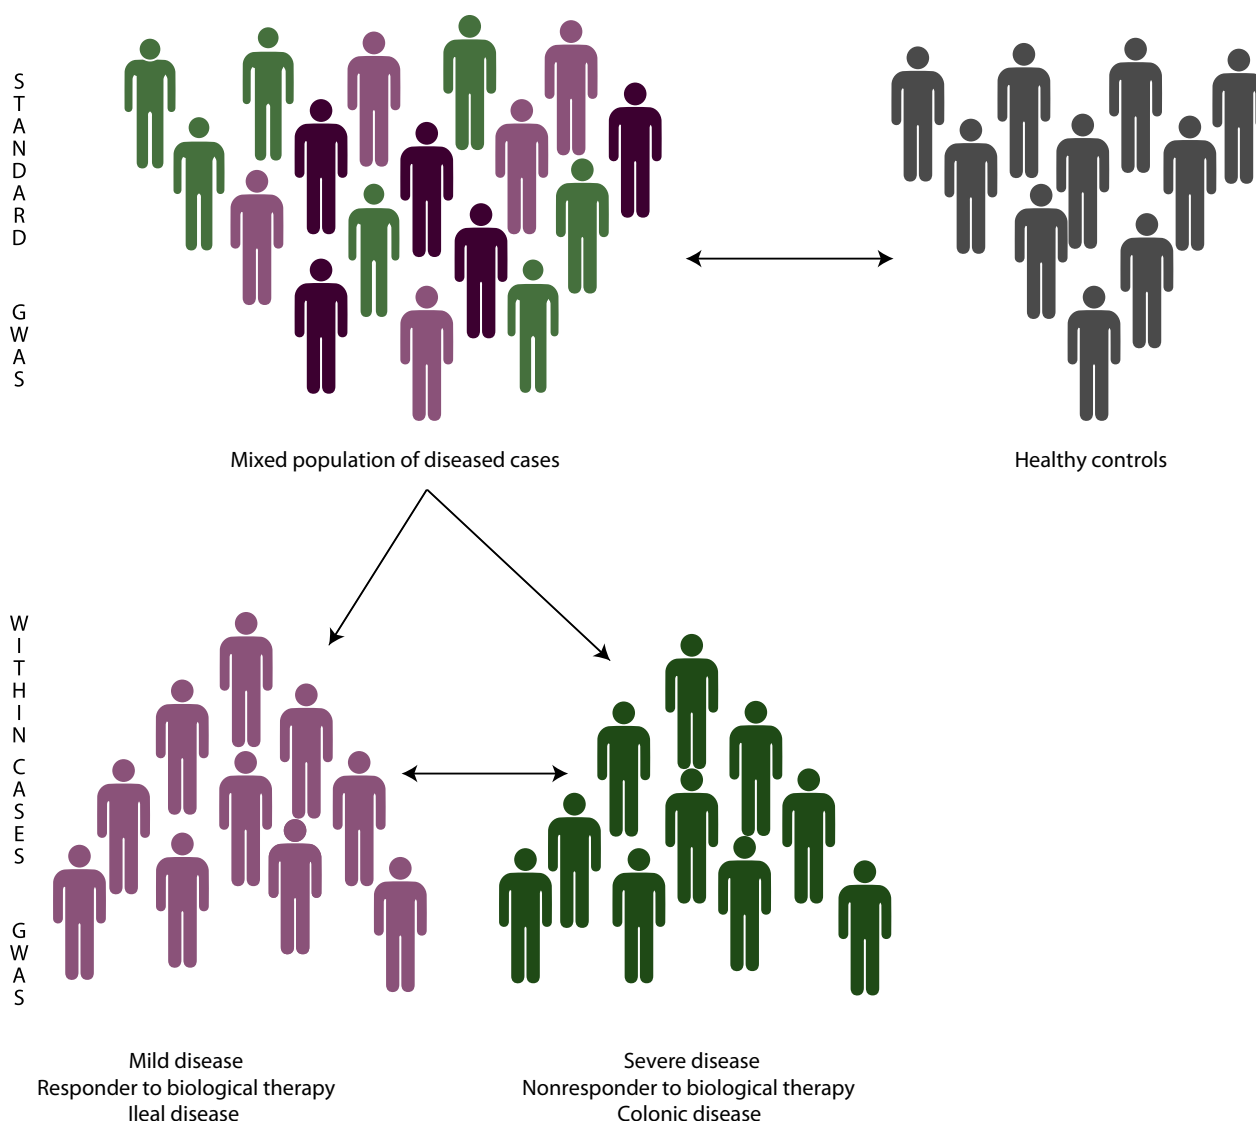 STANDARD GWAS
Mixed population of diseased cases
Healthy controls
WITHIN CASES GWAS
Mild disease
Responder to biological therapy
Ileal disease
Severe disease
Nonresponder to biological therapy
Colonic disease